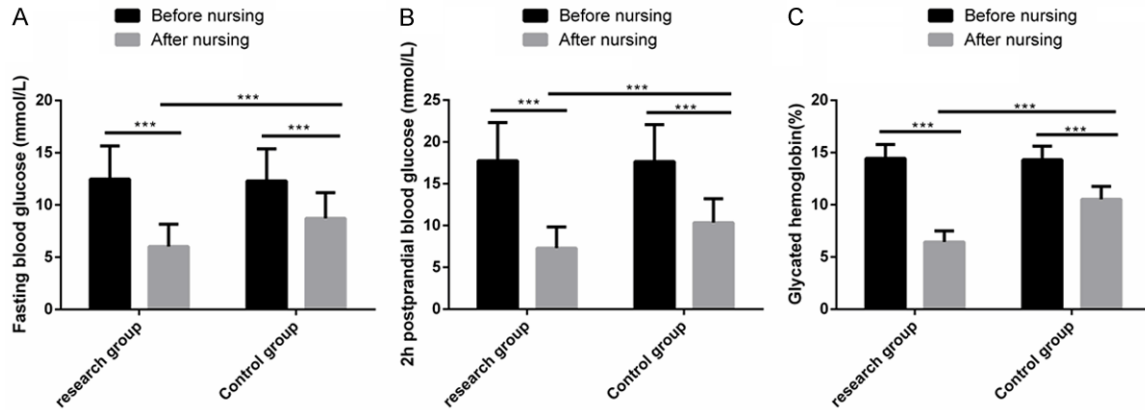 A
Before nursing
After nursing
Fasting blood glucose (mmol/L)
20
15
10
5
0
***
***
***
research group
Control group
B
Before nursing
After nursing
2h postprandial blood glucose (mmol/L)
25
20
15
10
5
0
***
***
***
research group
Control group
C
Before nursing
After nursing
Glycated hemoglobin(%)
20
15
10
5
0
***
***
***
research group
Control group